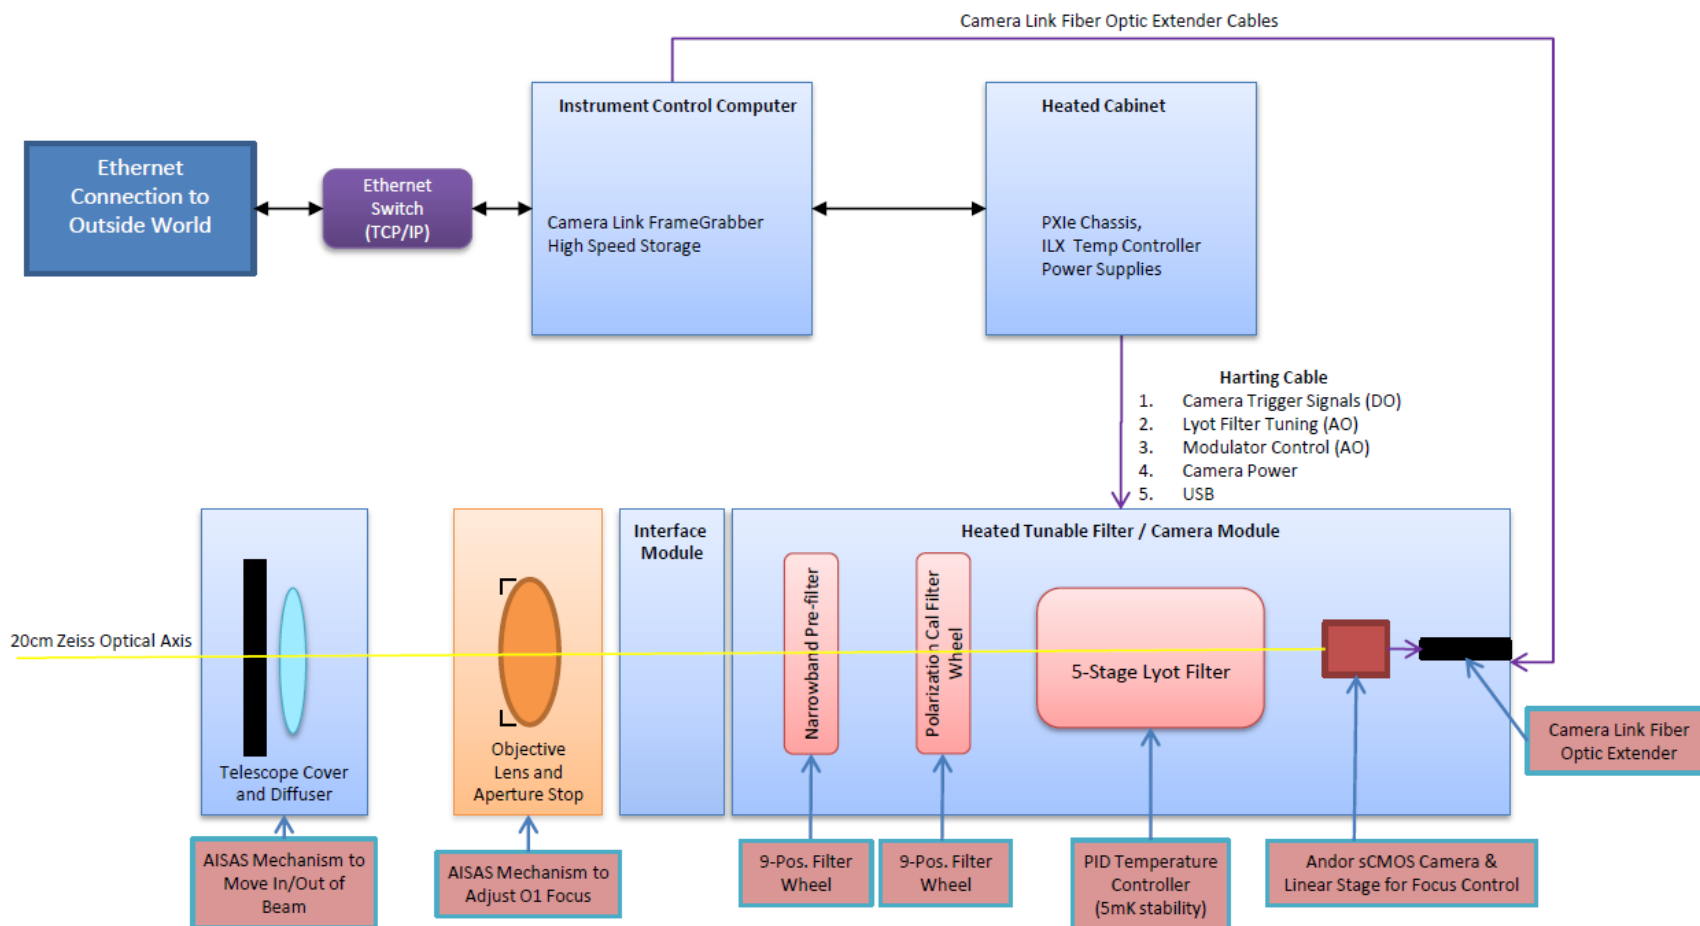 Camera Link Fiber Optic Extender Cables
Instrument Control Computer
Camera Link FrameGrabber
High Speed Storage
Heated Cabinet
PXIe Chassis,
ILX Temp Controller
Power Supplies
Ethernet
Connection to
Outside World
Ethernet
Switch
(TCP/IP)
Harting Cable
1. Camera Trigger Signals (DO)
2. Lyot Filter Tuning (AO)
3. Modulator Control (AO)
4. Camera Power
5. USB
Interface
Module
Heated Tunable Filter / Camera Module
20cm Zeiss Optical Axis
Telescope Cover
and Diffuser
Objective
Lens and
Aperture Stop
Narrowband Pre-filter
Polarization Cal Filter
Wheel
5-Stage Lyot Filter
Camera Link Fiber
Optic Extender
AISAS Mechanism to
Move In/Out of
Beam
AISAS Mechanism to
Adjust O1 Focus
9-Pos. Filter
Wheel
9-Pos. Filter
Wheel
PID Temperature
Controller
(5mK stability)
Andor sCMOS Camera &
Linear Stage for Focus Control